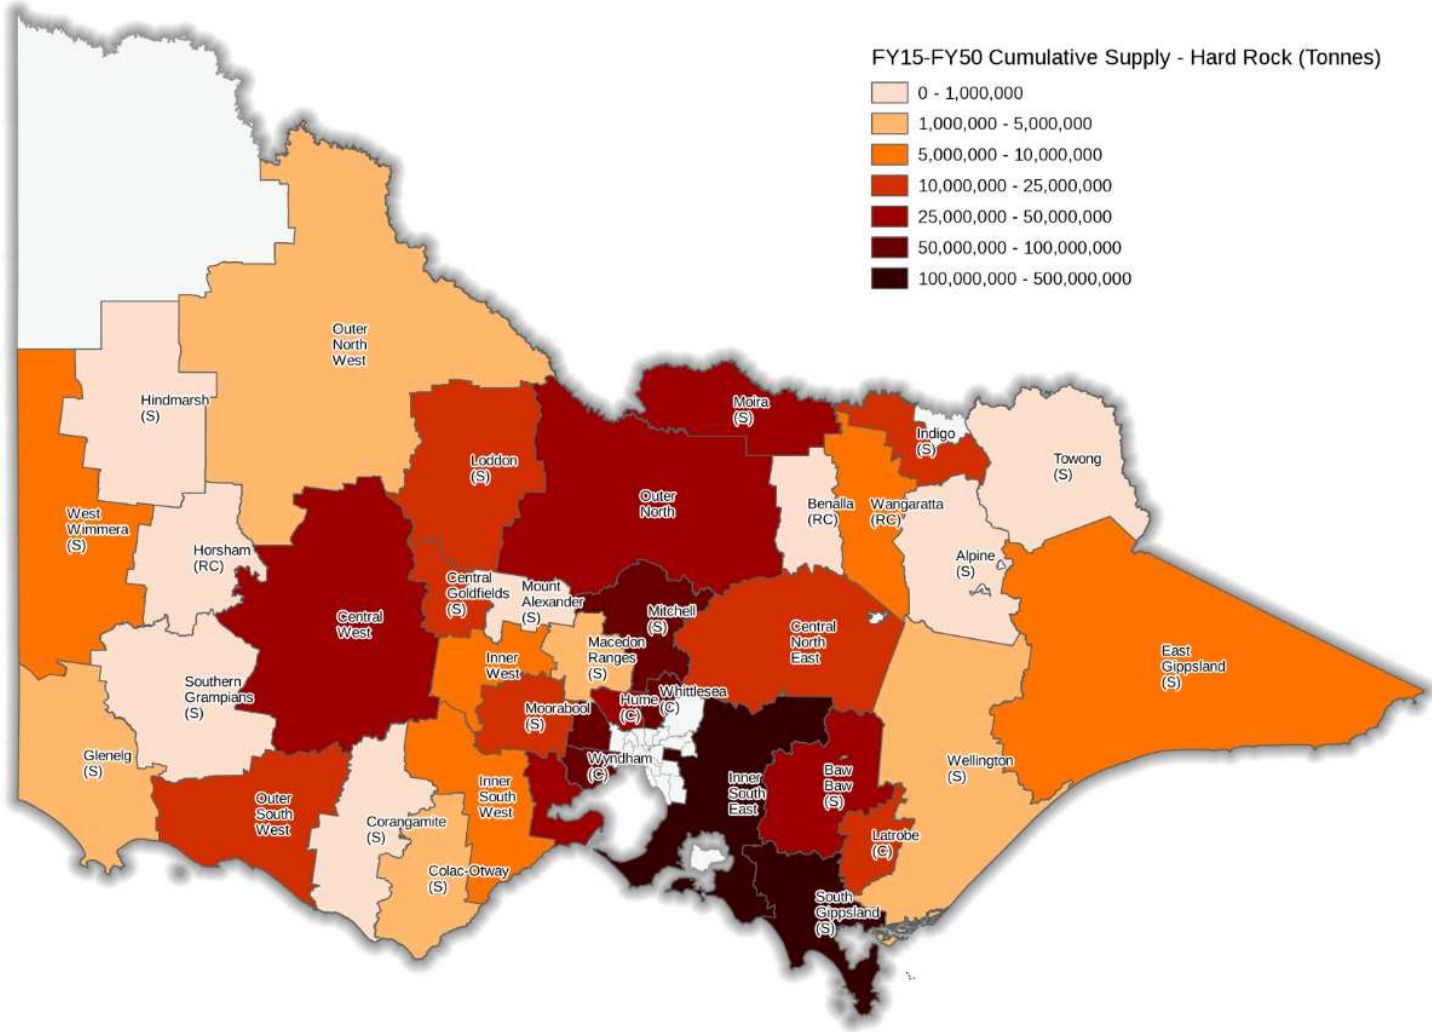 FY15-FY50 Cumulative Supply - Hard Rock (Tonnes)
0 - 1,000,000
1,000,000 - 5,000,000
5,000,000 - 10,000,000
10,000,000 - 25,000,000
25,000,000 - 50,000,000
50,000,000 - 100,000,000
100,000,000 - 500,000,000
Outer
North
West
Hindmarsh
(S)
Moira
(S)
Indigo
(S)
Loddon
(S)
Towong
(S)
Outer
North
Benalla
(RC)
Wangaratta
(RC)
West
Wimmera
(S)
Horsham
(RC)
Alpine
(S)
Central
Goldfields
(S)
Mount
Alexander
(S)
Central
West
Mitchell
(S)
Central
North
East
Macedon
Ranges
(S)
Inner
West
East
Gippsland
(S)
Southern
Grampians
(S)
Moorabool
(S)
Hume
(C)
Whittlesea
(C)
Glenelg
(S)
Wyndham
(C)
Wellington
(S)
Inner
South
East
Baw
Baw
(S)
Inner
South
West
Outer
South
West
Corangamite
(S)
Latrobe
(C)
Colac-Otway
(S)
South
Gippsland
(S)